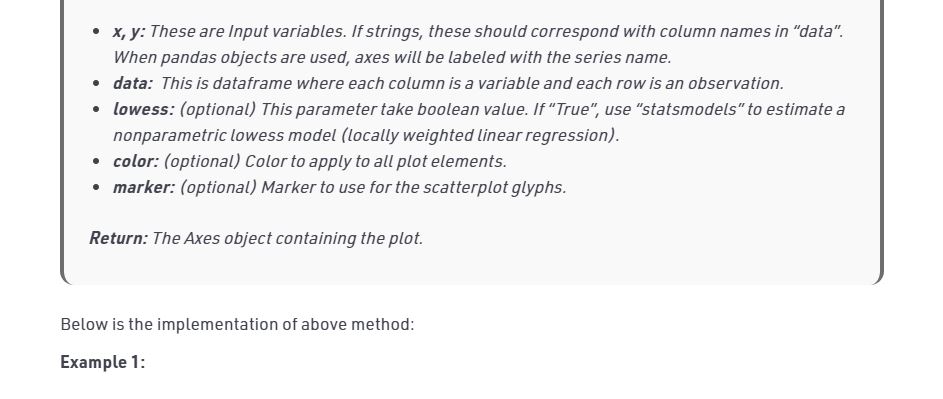 x, y: These are Input variables. If strings, these should correspond with column names in “data”.
When pandas objects are used, axes will be labeled with the series name.
data: This is dataframe where each column is a variable and each row is an observation.
lowess: (optional) This parameter take boolean value. If “True”, use “statsmodels” to estimate a
nonparametric lowess model (locally weighted linear regression).
color: (optional) Color to apply to all plot elements.
marker: (optional) Marker to use for the scatterplot glyphs.
Return: The Axes object containing the plot.
Below is the implementation of above method:
Example 1: